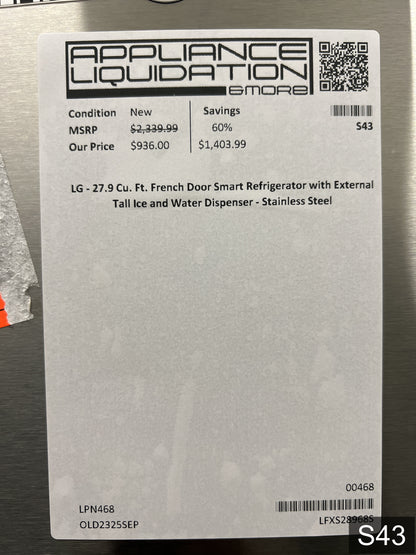 APPLIANCE
LIQUIDATION
&MORE
Condition New Savings
MSRP $2,339.99 60% S43
Our Price $936.00 $1,403.99
LG - 27.9 Cu. Ft. French Door Smart Refrigerator with External
Tall Ice and Water Dispenser - Stainless Steel
00468
LPN468
OLD2325SEP LFXS28968S
S43